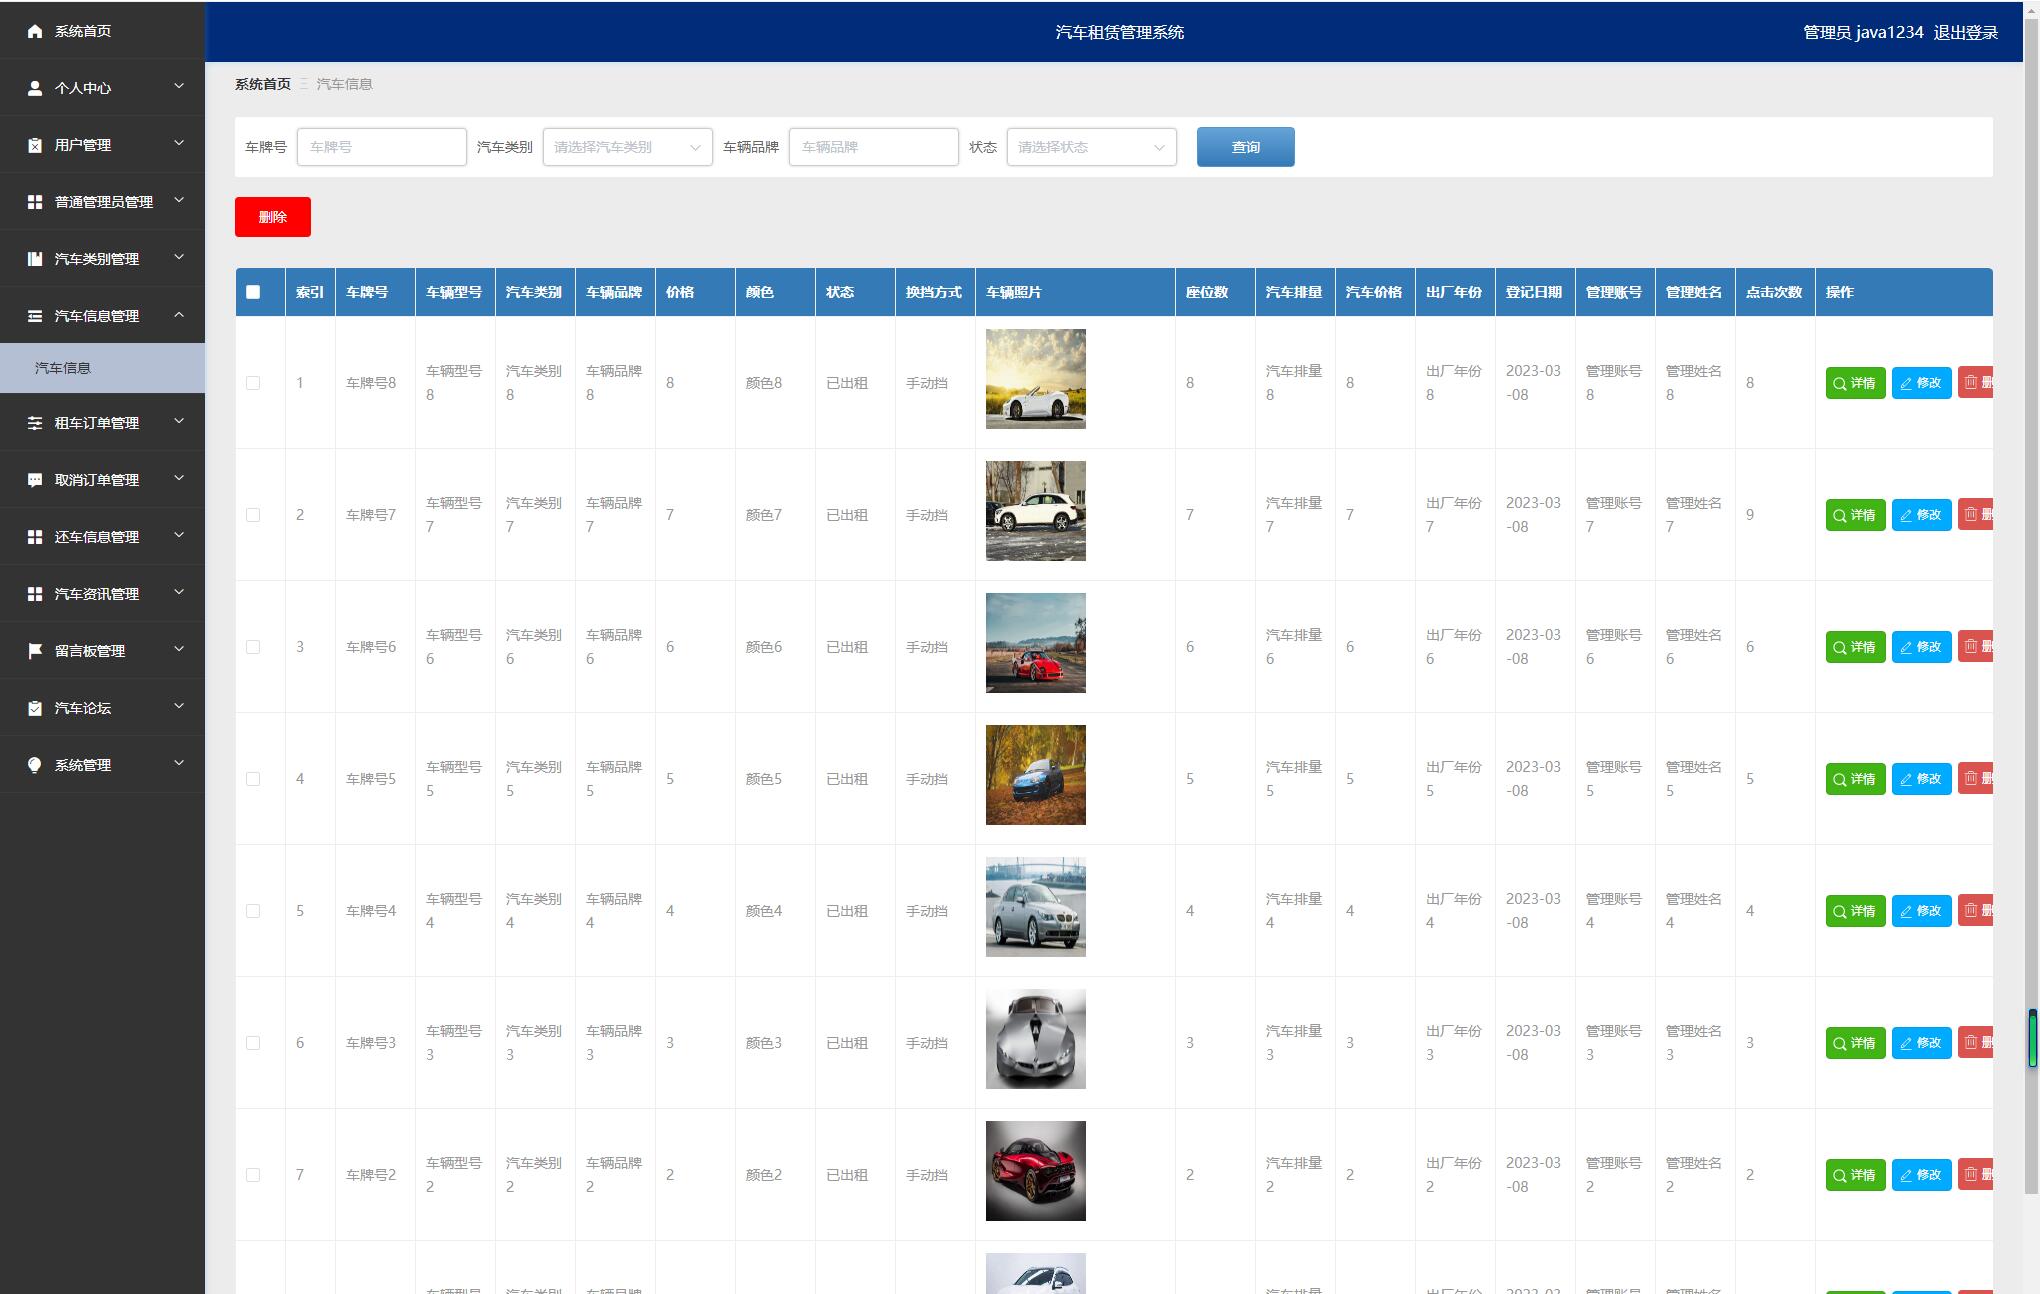 系统首页
个人中心
用户管理
普通管理员管理
汽车类别管理
汽车信息管理
汽车信息
租车订单管理
取消订单管理
还车信息管理
汽车资讯管理
留言板管理
汽车论坛
系统管理
汽车租赁管理系统
管理员 java1234 退出登录
系统首页 汽车信息
车牌号 车牌号 汽车类别 请选择汽车类别 车辆品牌 车辆品牌 状态 请选择状态 查询
删除
索引 车牌号 车辆型号 汽车类别 车辆品牌 价格 颜色 状态 换挡方式 车辆照片 座位数 汽车排量 汽车价格 出厂年份 登记日期 管理账号 管理姓名 点击次数 操作
车辆型号 汽车类别 车辆品牌 汽车排量 出厂年份 2023-03 管理账号 管理姓名
1 车牌号8 8 颜色8 已出租 手动挡 8 8 8 详情 修改 删
8 8 8 8 8 -08 8 8
车辆型号 汽车类别 车辆品牌 汽车排量 出厂年份 2023-03 管理账号 管理姓名
2 车牌号7 7 颜色7 已出租 手动挡 7 7 9 详情 修改 删
7 7 7 7 7 -08 7 7
车辆型号 汽车类别 车辆品牌 汽车排量 出厂年份 2023-03 管理账号 管理姓名
3 车牌号6 6 颜色6 已出租 手动挡 6 6 6 详情 修改 删
6 6 6 6 6 -08 6 6
车辆型号 汽车类别 车辆品牌 汽车排量 出厂年份 2023-03 管理账号 管理姓名
4 车牌号5 5 颜色5 已出租 手动挡 5 5 5 详情 修改 删
5 5 5 5 5 -08 5 5
车辆型号 汽车类别 车辆品牌 汽车排量 出厂年份 2023-03 管理账号 管理姓名
5 车牌号4 4 颜色4 已出租 手动挡 4 4 4 详情 修改 删
4 4 4 4 4 -08 4 4
车辆型号 汽车类别 车辆品牌 汽车排量 出厂年份 2023-03 管理账号 管理姓名
6 车牌号3 3 颜色3 已出租 手动挡 3 3 3 详情 修改 删
3 3 3 3 3 -08 3 3
车辆型号 汽车类别 车辆品牌 汽车排量 出厂年份 2023-03 管理账号 管理姓名
7 车牌号2 2 颜色2 已出租 手动挡 2 2 2 详情 修改 删
2 2 2 2 2 -08 2 2